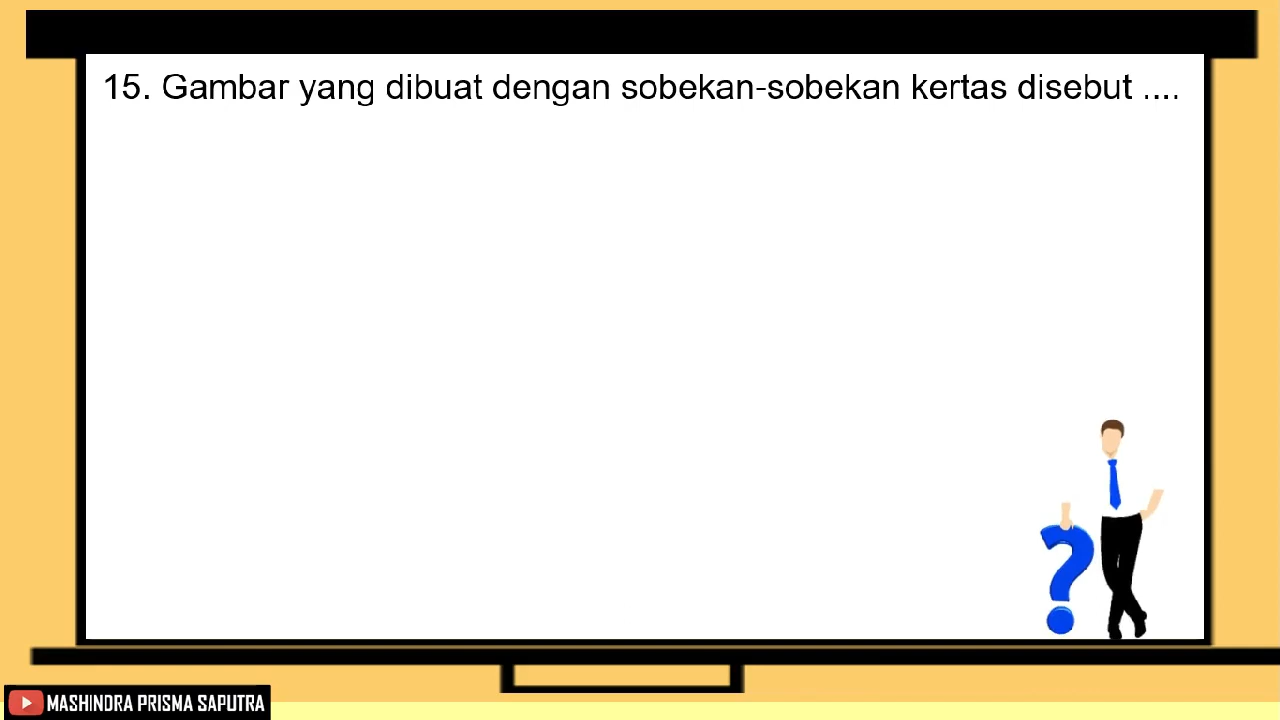 15. Gambar yang dibuat dengan sobekan-sobekan kertas disebut ....
MASHINDRA PRISMA SAPUTRA